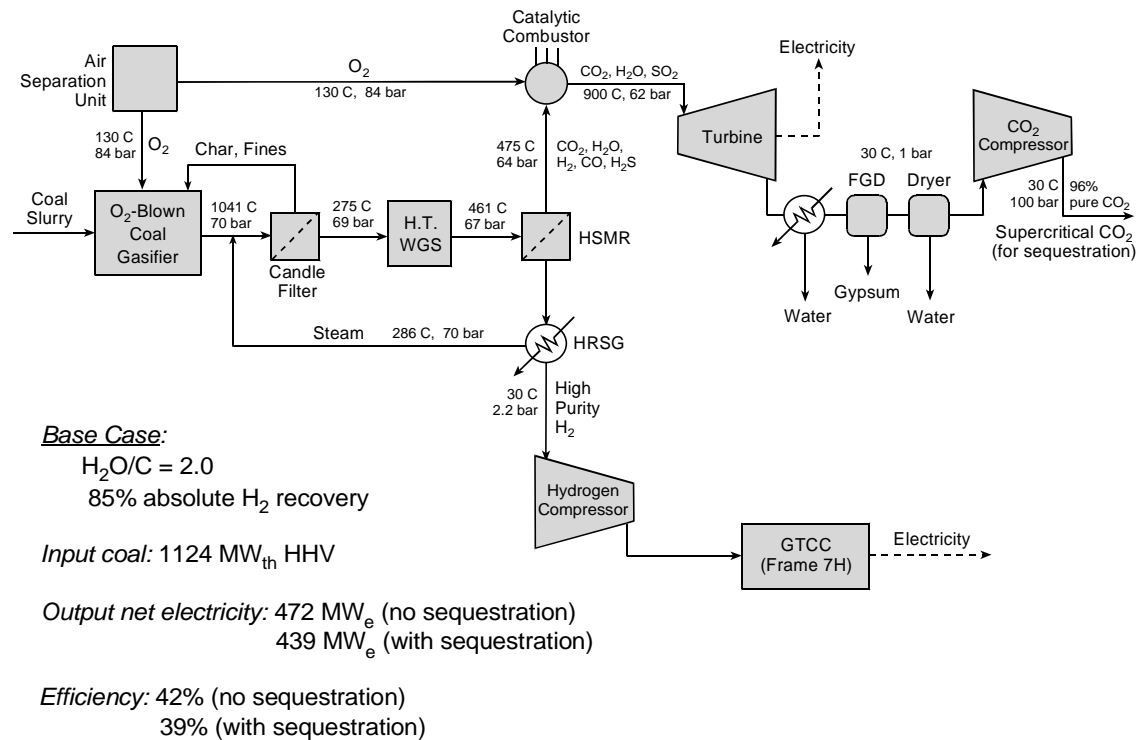 Catalytic
Combustor
Electricity
Air
Separation
Unit
O2
130 C, 84 bar
CO2, H2O, SO2
900 C, 62 bar
Turbine
CO2
Compressor
130 C
84 bar
O2
Char, Fines
475 C
64 bar
CO2, H2O,
H2, CO, H2S
30 C, 1 bar
FGD
Dryer
30 C
100 bar
96%
pure CO2
Coal
Slurry
O2-Blown
Coal
Gasifier
1041 C
70 bar
275 C
69 bar
H.T.
WGS
461 C
67 bar
HSMR
Candle
Filter
Supercritical CO2
(for sequestration)
Gypsum
Water
Water
Steam
286 C, 70 bar
HRSG
30 C
2.2 bar
High
Purity
H2
Base Case:
H2O/C = 2.0
85% absolute H2 recovery
Hydrogen
Compressor
GTCC
(Frame 7H)
Electricity
Input coal: 1124 MWth HHV
Output net electricity: 472 MWe (no sequestration)
439 MWe (with sequestration)
Efficiency: 42% (no sequestration)
39% (with sequestration)